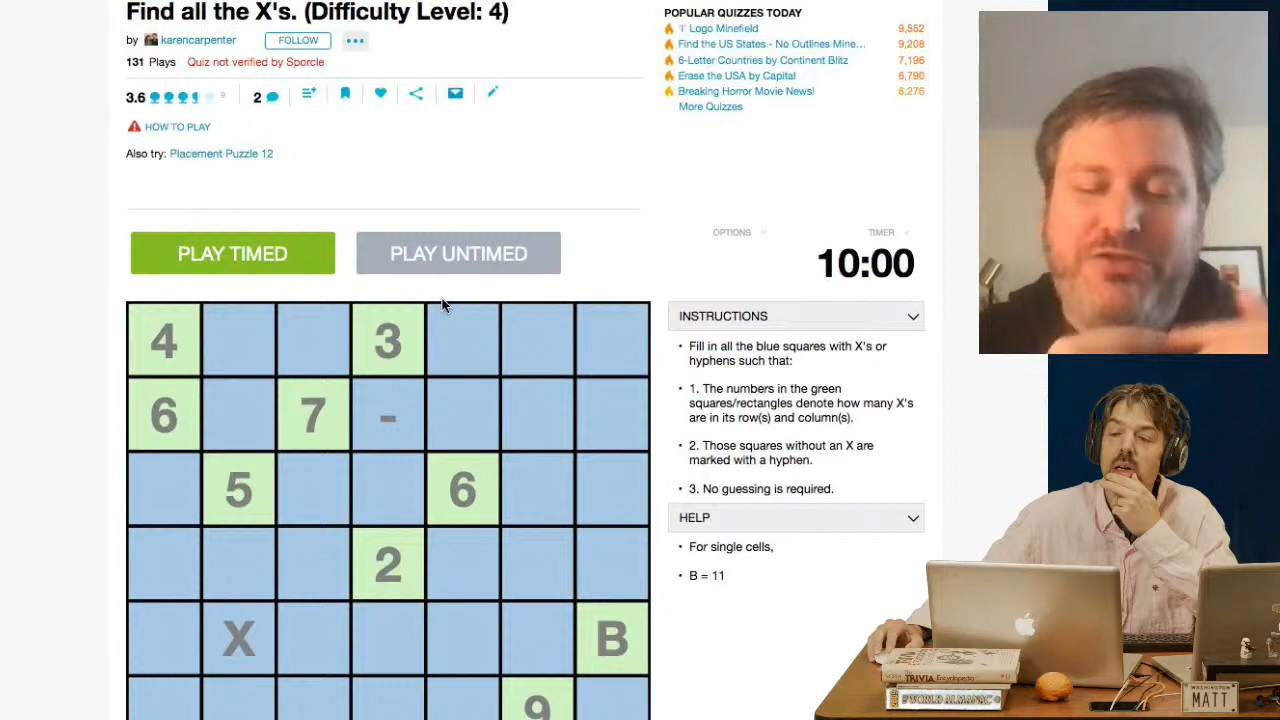 Find all the X's. (Difficulty Level: 4)
by karencarpenter FOLLOW •••
131 Plays Quiz not verified by Sporcle
3.6 9 2
HOW TO PLAY
Also try: Placement Puzzle 12
POPULAR QUIZZES TODAY
'I' Logo Minefield 9,552
Find the US States - No Outlines Mine... 9,208
6-Letter Countries by Continent Blitz 7,196
Erase the USA by Capital 6,790
Breaking Horror Movie News! 6,276
More Quizzes
PLAY TIMED PLAY UNTIMED
OPTIONS TIMER
10:00
4 3
6 7 -
5 6
2
X B
9
INSTRUCTIONS
• Fill in all the blue squares with X's or
hyphens such that:
• 1. The numbers in the green
squares/rectangles denote how many X's
are in its row(s) and column(s).
• 2. Those squares without an X are
marked with a hyphen.
• 3. No guessing is required.
HELP
• For single cells,
• B = 11
TRIVIA Encyclopedia
WORLD ALMANAC
WASHINGTON
MATT